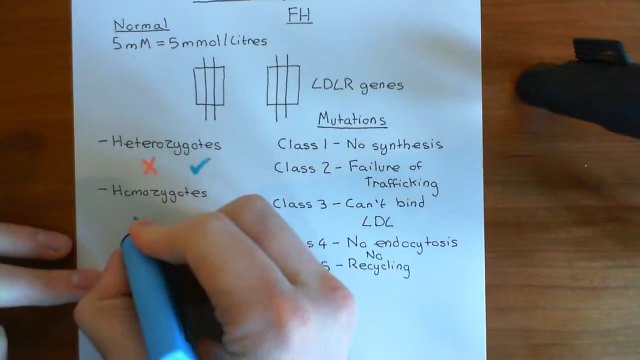 FH
Normal
5mM = 5mmol/Litres
LDLR genes
Mutations
- Heterozygotes
Class 1 - No synthesis
Class 2 - Failure of
Trafficking
- Homozygotes
Class 3 - Can't bind
LDL
4 - No endocytosis
No
5 - Recycling